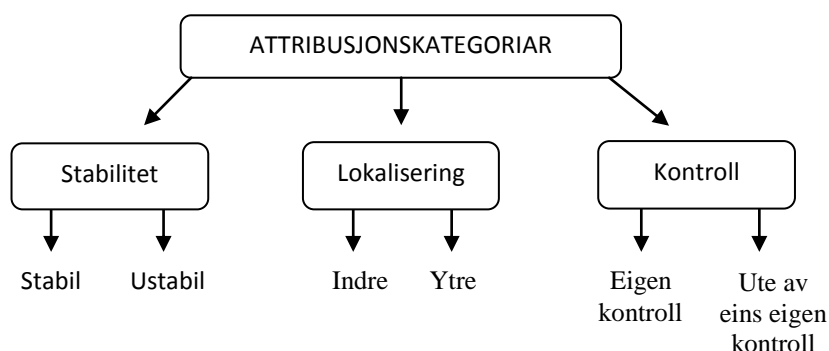 ATTRIBUSJONSKATEGORIAR
Stabilitet
Lokalisering
Kontroll
Stabil
Ustabil
Indre
Ytre
Eigen
kontroll
Ute av
eins eigen
kontroll